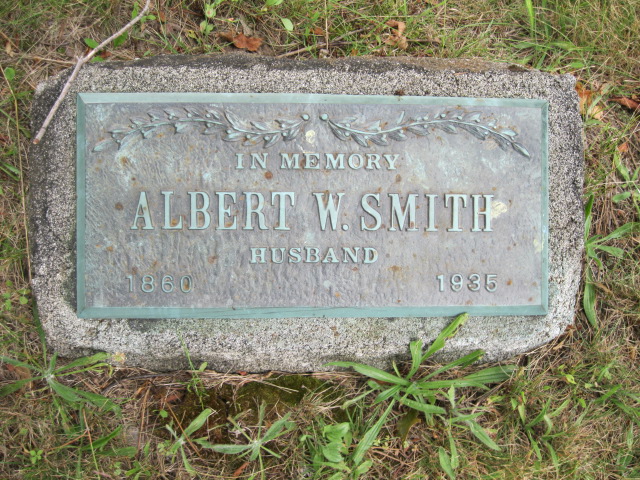 IN MEMORY
ALBERT W. SMITH
HUSBAND
1860 1935